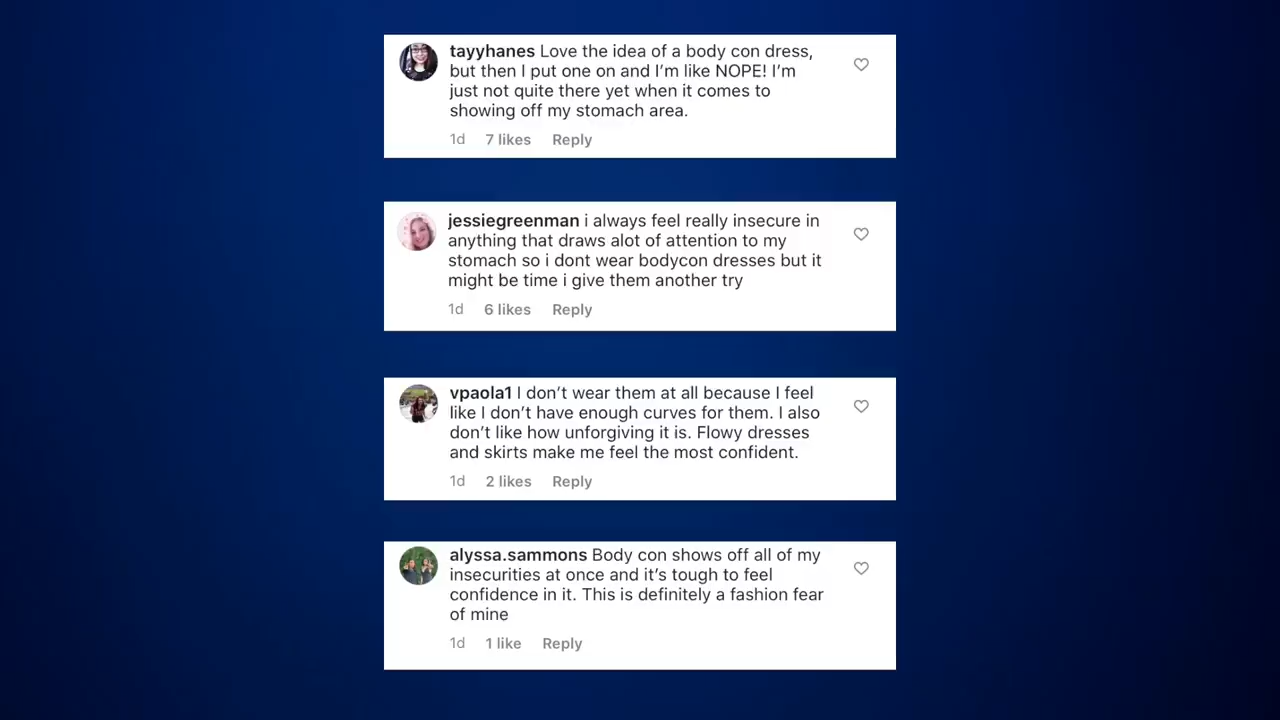 tayyhanes Love the idea of a body con dress,
but then I put one on and I’m like NOPE! I’m
just not quite there yet when it comes to
showing off my stomach area.
1d 7 likes Reply
jessiegreenman i always feel really insecure in
anything that draws alot of attention to my
stomach so i dont wear bodycon dresses but it
might be time i give them another try
1d 6 likes Reply
vpaola1 I don’t wear them at all because I feel
like I don’t have enough curves for them. I also
don’t like how unforgiving it is. Flowy dresses
and skirts make me feel the most confident.
1d 2 likes Reply
alyssa.sammons Body con shows off all of my
insecurities at once and it’s tough to feel
confidence in it. This is definitely a fashion fear
of mine
1d 1 like Reply